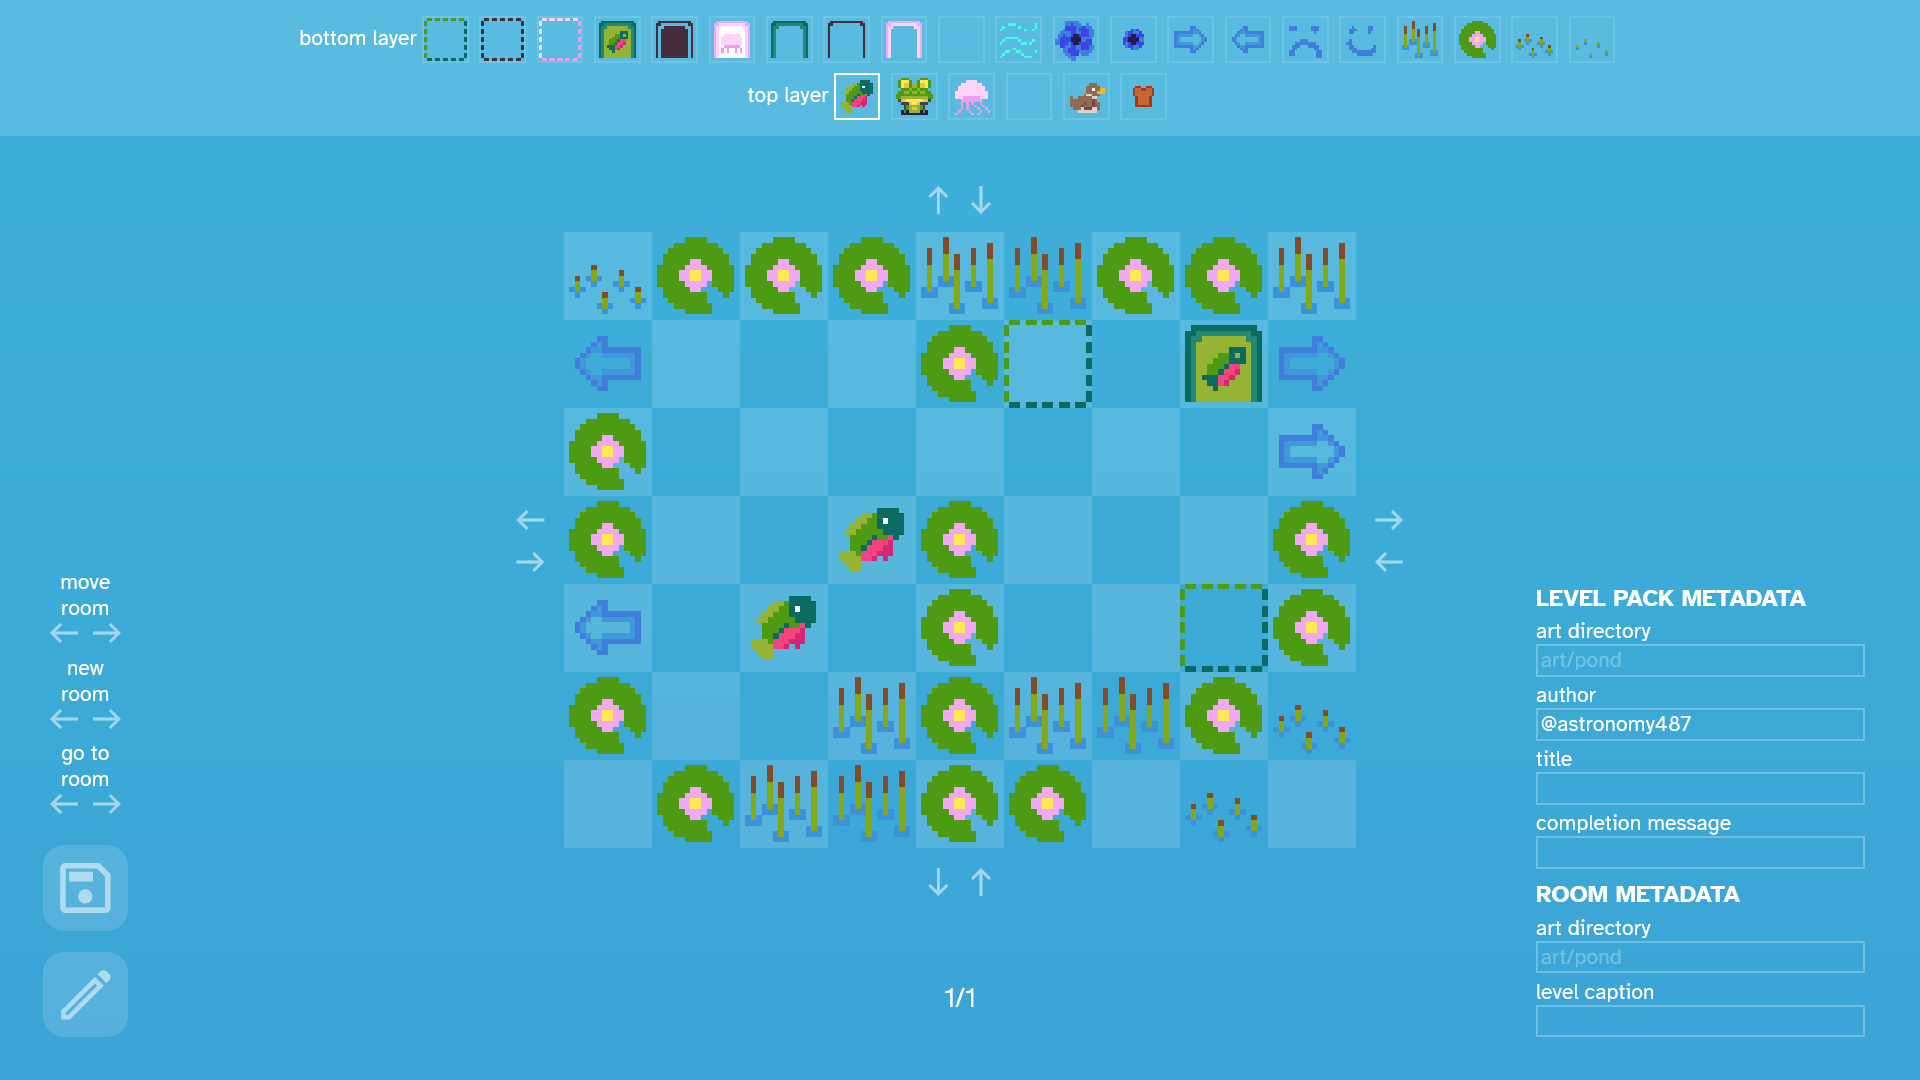 bottom layer
top layer
move
room
new
room
go to
room
LEVEL PACK METADATA
art directory
art/pond
author
@astronomy487
title
completion message
ROOM METADATA
art directory
art/pond
level caption
1/1